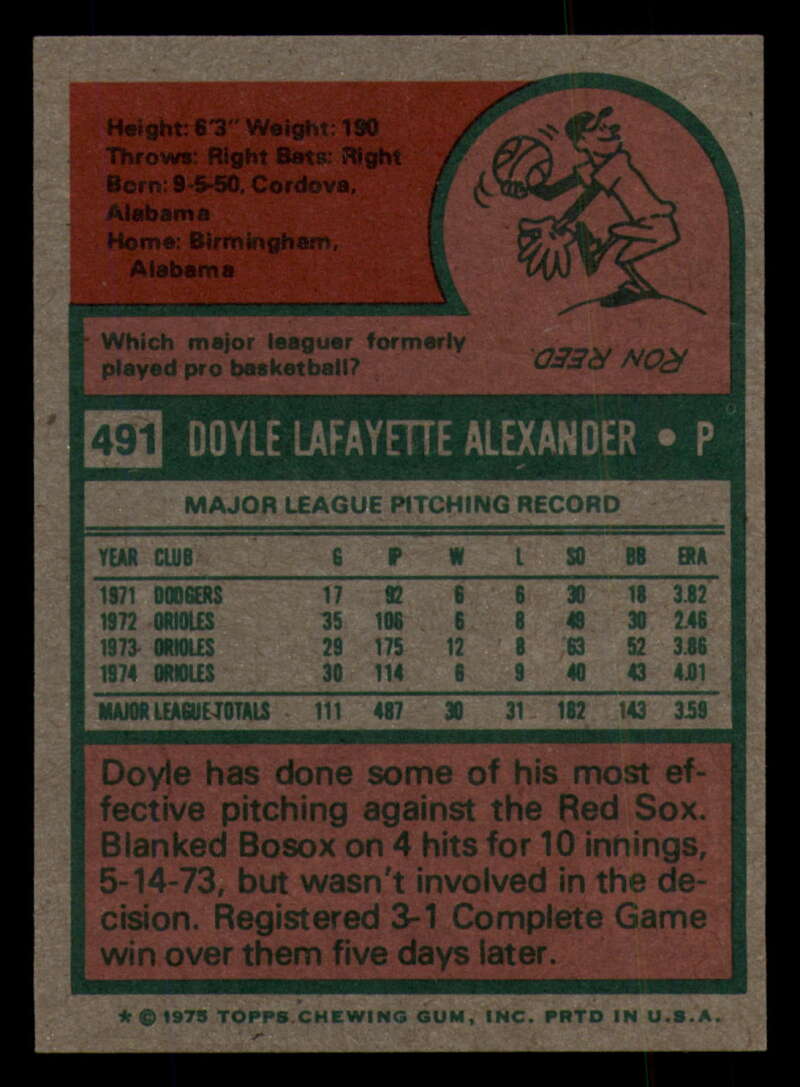 Height: 6'3" Weight: 190
Throws: Right Bats: Right
Born: 9-5-50, Cordova,
Alabama
Home: Birmingham,
Alabama
Which major leaguer formerly
played pro basketball?
RON REED.
491 DOYLE LAFAYETTE ALEXANDER • P
MAJOR LEAGUE PITCHING RECORD
YEAR CLUB G IP W L SO BB ERA
1971 DODGERS 17 92 6 6 30 18 3.82
1972 ORIOLES 35 106 6 8 49 30 2.46
1973 ORIOLES 29 175 12 8 63 52 3.86
1974 ORIOLES 30 114 6 9 40 43 4.01
MAJOR LEAGUE TOTALS 111 487 30 31 182 143 3.59
Doyle has done some of his most ef-
fective pitching against the Red Sox.
Blanked Bosox on 4 hits for 10 innings,
5-14-73, but wasn't involved in the de-
cision. Registered 3-1 Complete Game
win over them five days later.
* © 1975 TOPPS CHEWING GUM, INC. PRTD IN U.S.A.